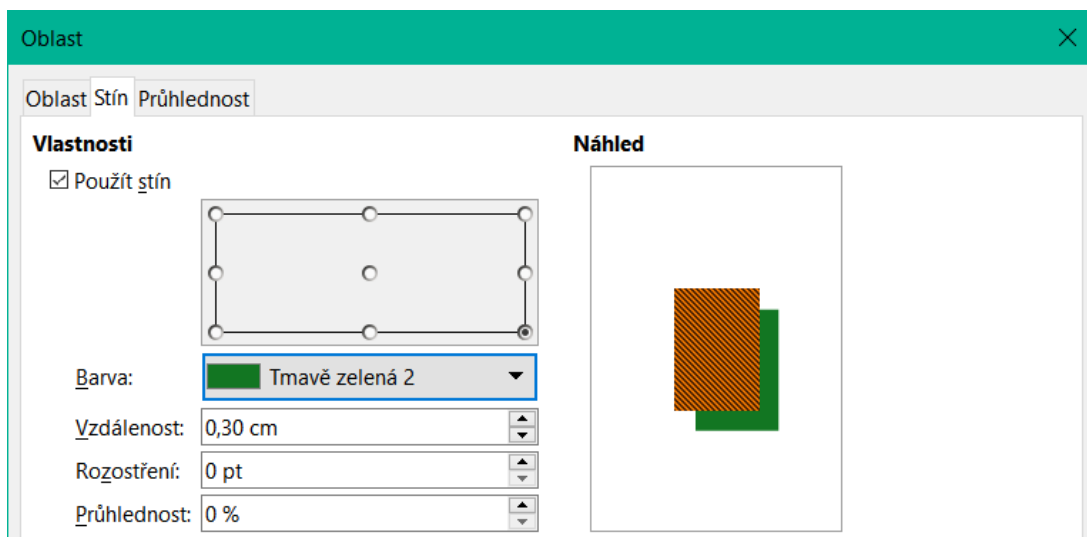 Oblast
Oblast Stín Průhlednost
Vlastnosti
Použít stín
Barva: Tmavě zelená 2
Vzdálenost: 0,30 cm
Rozostření: 0 pt
Průhlednost: 0 %
Náhled